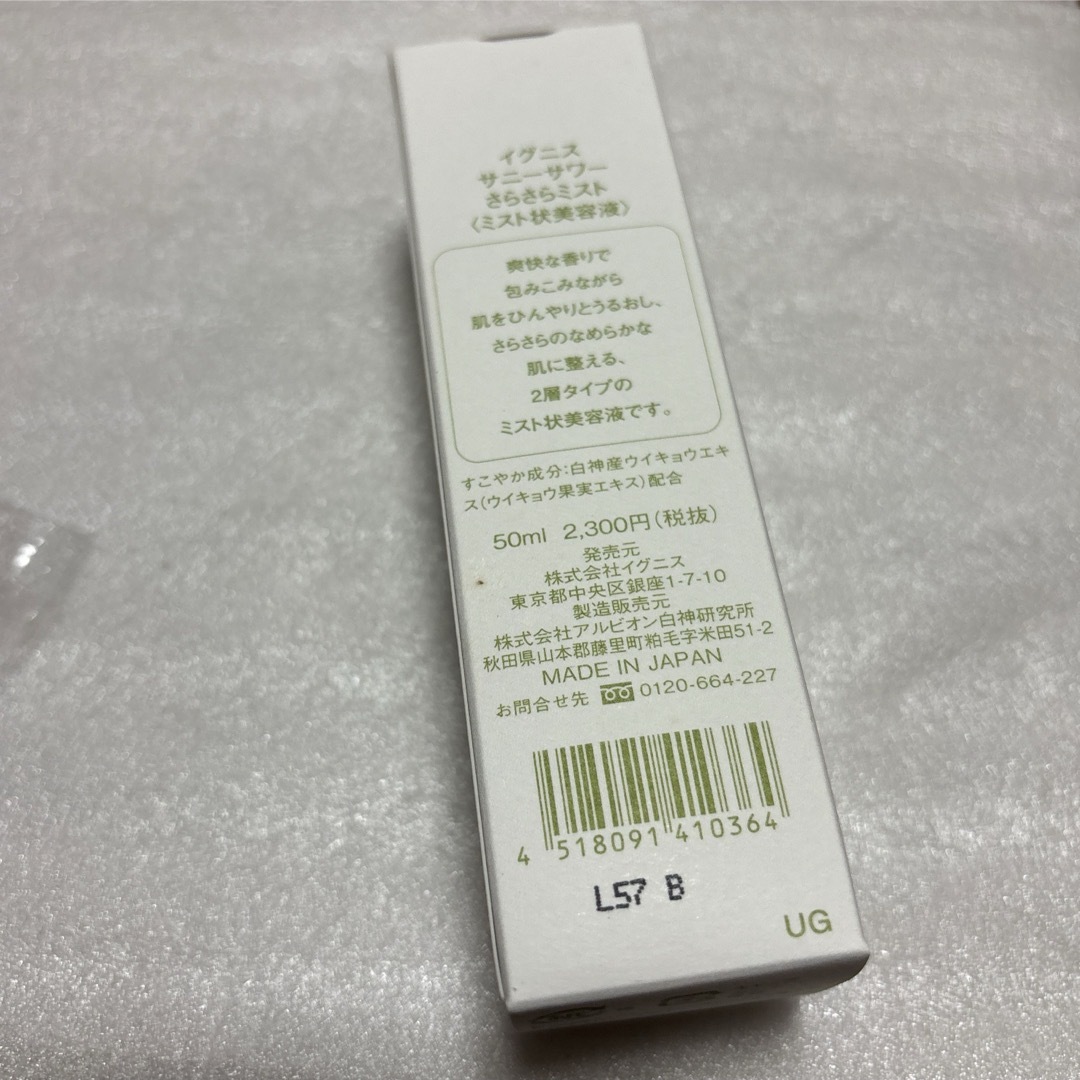 イグニス
サニーサワー
さらさらミスト
〈ミスト状美容液〉
爽快な香りで
包みこみながら
肌をひんやりとうるおし、
さらさらのなめらかな
肌に整える、
2層タイプの
ミスト状美容液です。
すこやか成分:白神産ウイキョウエキ
ス(ウイキョウ果実エキス)配合
50ml 2,300円(税抜)
発売元
株式会社イグニス
東京都中央区銀座1-7-10
製造販売元
株式会社アルビオン白神研究所
秋田県山本郡藤里町粕毛字米田51-2
MADE IN JAPAN
お問合せ先 0120-664-227
4 518091 410364
L57 B
UG